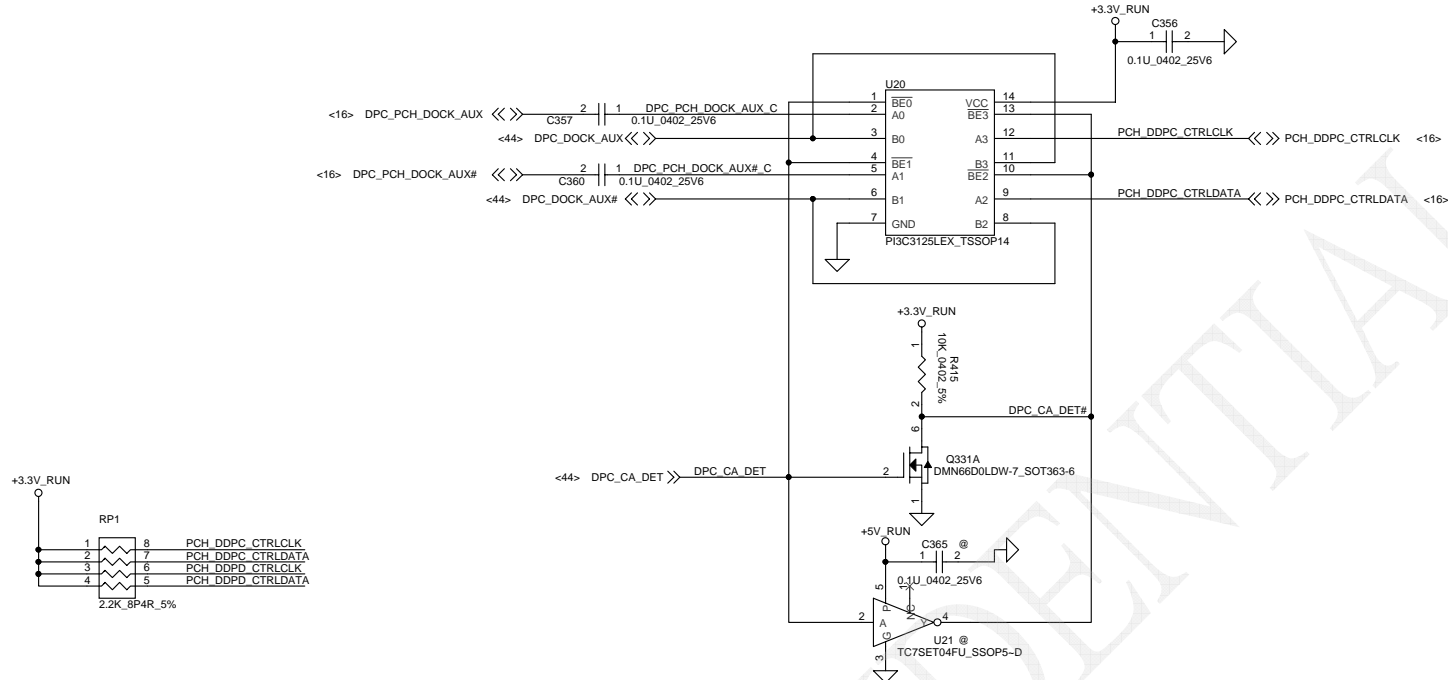 +3.3V_RUN
C356
1 2
0.1U_0402_25V6
U20
<16> DPC_PCH_DOCK_AUX
2 1
C357
DPC_PCH_DOCK_AUX_C
0.1U_0402_25V6
<44> DPC_DOCK_AUX
<16> DPC_PCH_DOCK_AUX#
2 1
C360
DPC_PCH_DOCK_AUX#_C
0.1U_0402_25V6
<44> DPC_DOCK_AUX#
1 BE0
2 A0
3 B0
4 BE1
5 A1
6 B1
7 GND
VCC 14
BE3 13
A3 12
B3 11
BE2 10
A2 9
B2 8
PI3C3125LEX_TSSOP14
PCH_DDPC_CTRLCLK
PCH_DDPC_CTRLCLK <16>
PCH_DDPC_CTRLDATA
PCH_DDPC_CTRLDATA <16>
+3.3V_RUN
1
R415
10K_0402_5%
2
DPC_CA_DET#
6
Q331A
DMN66D0LDW-7_SOT363-6
<44> DPC_CA_DET
DPC_CA_DET
2
1
+5V_RUN
C365 @
1 2
0.1U_0402_25V6
5
1
P
NC
2 A
Y 4
G
3
U21 @
TC7SET04FU_SSOP5~D
+3.3V_RUN
RP1
1 8 PCH_DDPC_CTRLCLK
2 7 PCH_DDPC_CTRLDATA
3 6 PCH_DDPD_CTRLCLK
4 5 PCH_DDPD_CTRLDATA
2.2K_8P4R_5%
DENTIAL